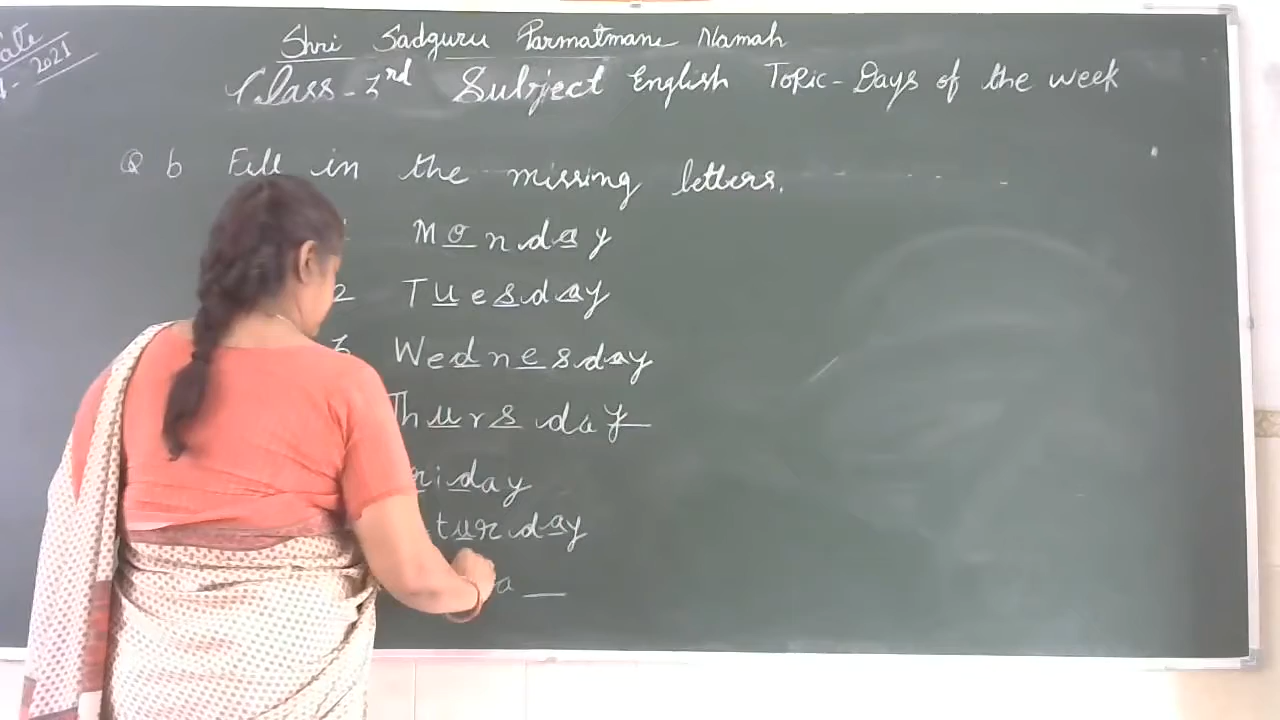 2021
Shri Sadguru Parmatmane Namah
Class - 3rd Subject English Topic - Days of the week
Q 6 Fill in the missing letters.
Monday
2 Tuesday
3 Wednesday
Thursday
riday
turday
a _